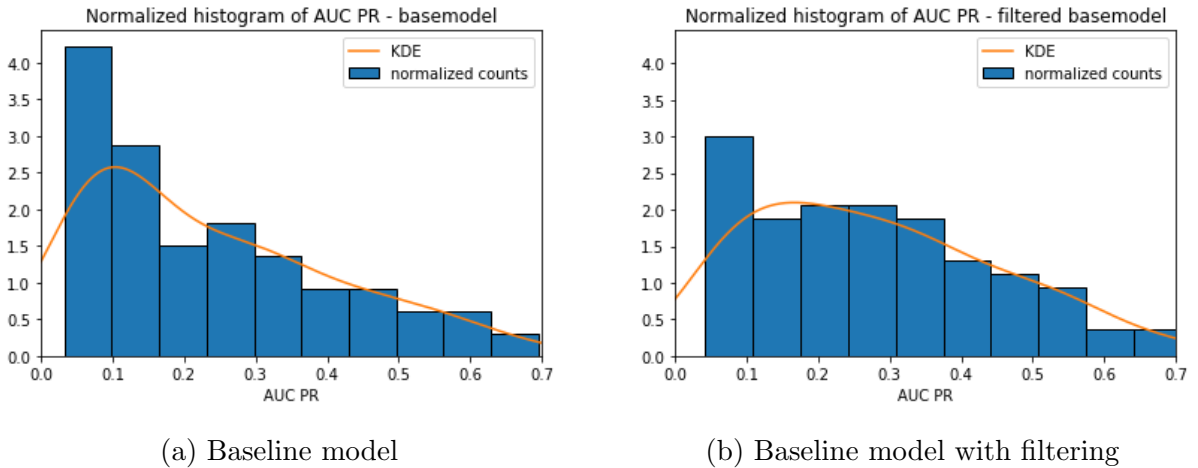 Normalized histogram of AUC PR - basemodel
KDE
normalized counts
4.0
3.5
3.0
2.5
2.0
1.5
1.0
0.5
0.0
0.0 0.1 0.2 0.3 0.4 0.5 0.6 0.7
AUC PR
(a) Baseline model
Normalized histogram of AUC PR - filtered basemodel
KDE
normalized counts
4.0
3.5
3.0
2.5
2.0
1.5
1.0
0.5
0.0
0.0 0.1 0.2 0.3 0.4 0.5 0.6 0.7
AUC PR
(b) Baseline model with filtering